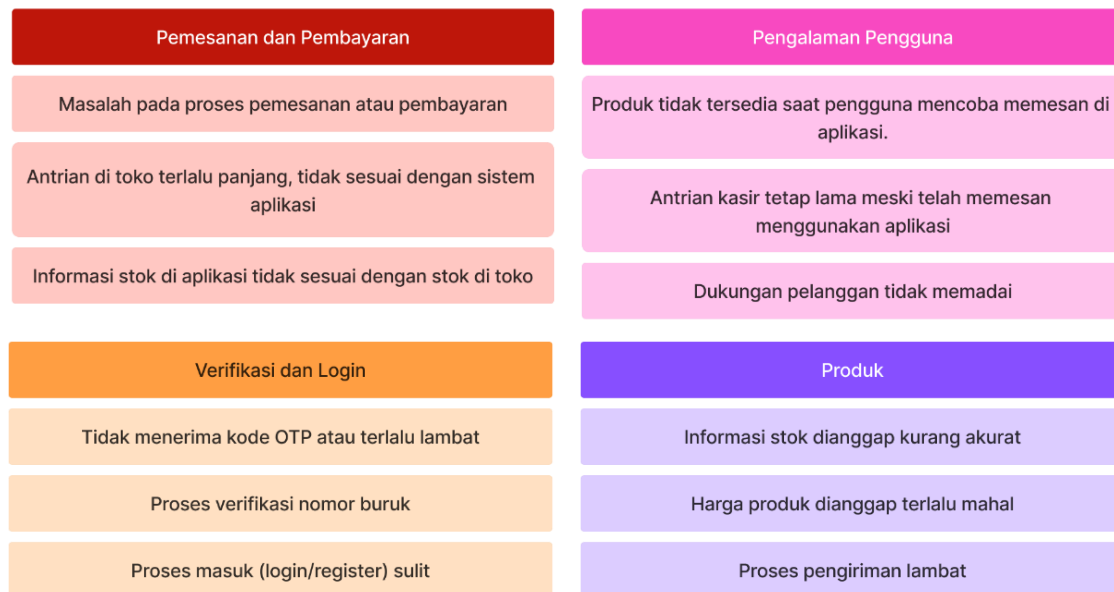 Pemesanan dan Pembayaran
Masalah pada proses pemesanan atau pembayaran
Antrian di toko terlalu panjang, tidak sesuai dengan sistem
aplikasi
Informasi stok di aplikasi tidak sesuai dengan stok di toko
Pengalaman Pengguna
Produk tidak tersedia saat pengguna mencoba memesan di
aplikasi.
Antrian kasir tetap lama meski telah memesan
menggunakan aplikasi
Dukungan pelanggan tidak memadai
Verifikasi dan Login
Tidak menerima kode OTP atau terlalu lambat
Proses verifikasi nomor buruk
Proses masuk (login/register) sulit
Produk
Informasi stok dianggap kurang akurat
Harga produk dianggap terlalu mahal
Proses pengiriman lambat